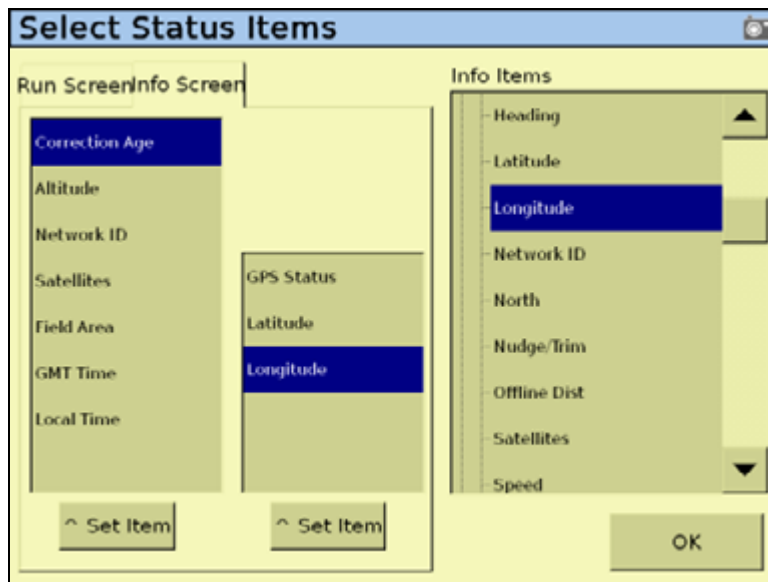 Select Status Items
Run Screen
Info Screen
Correction Age
Altitude
Network ID
Satellites
Field Area
GMT Time
Local Time
^ Set Item
GPS Status
Latitude
Longitude
^ Set Item
Info Items
Heading
Latitude
Longitude
Network ID
North
Nudge/Trim
Offline Dist
Satellites
Speed
OK